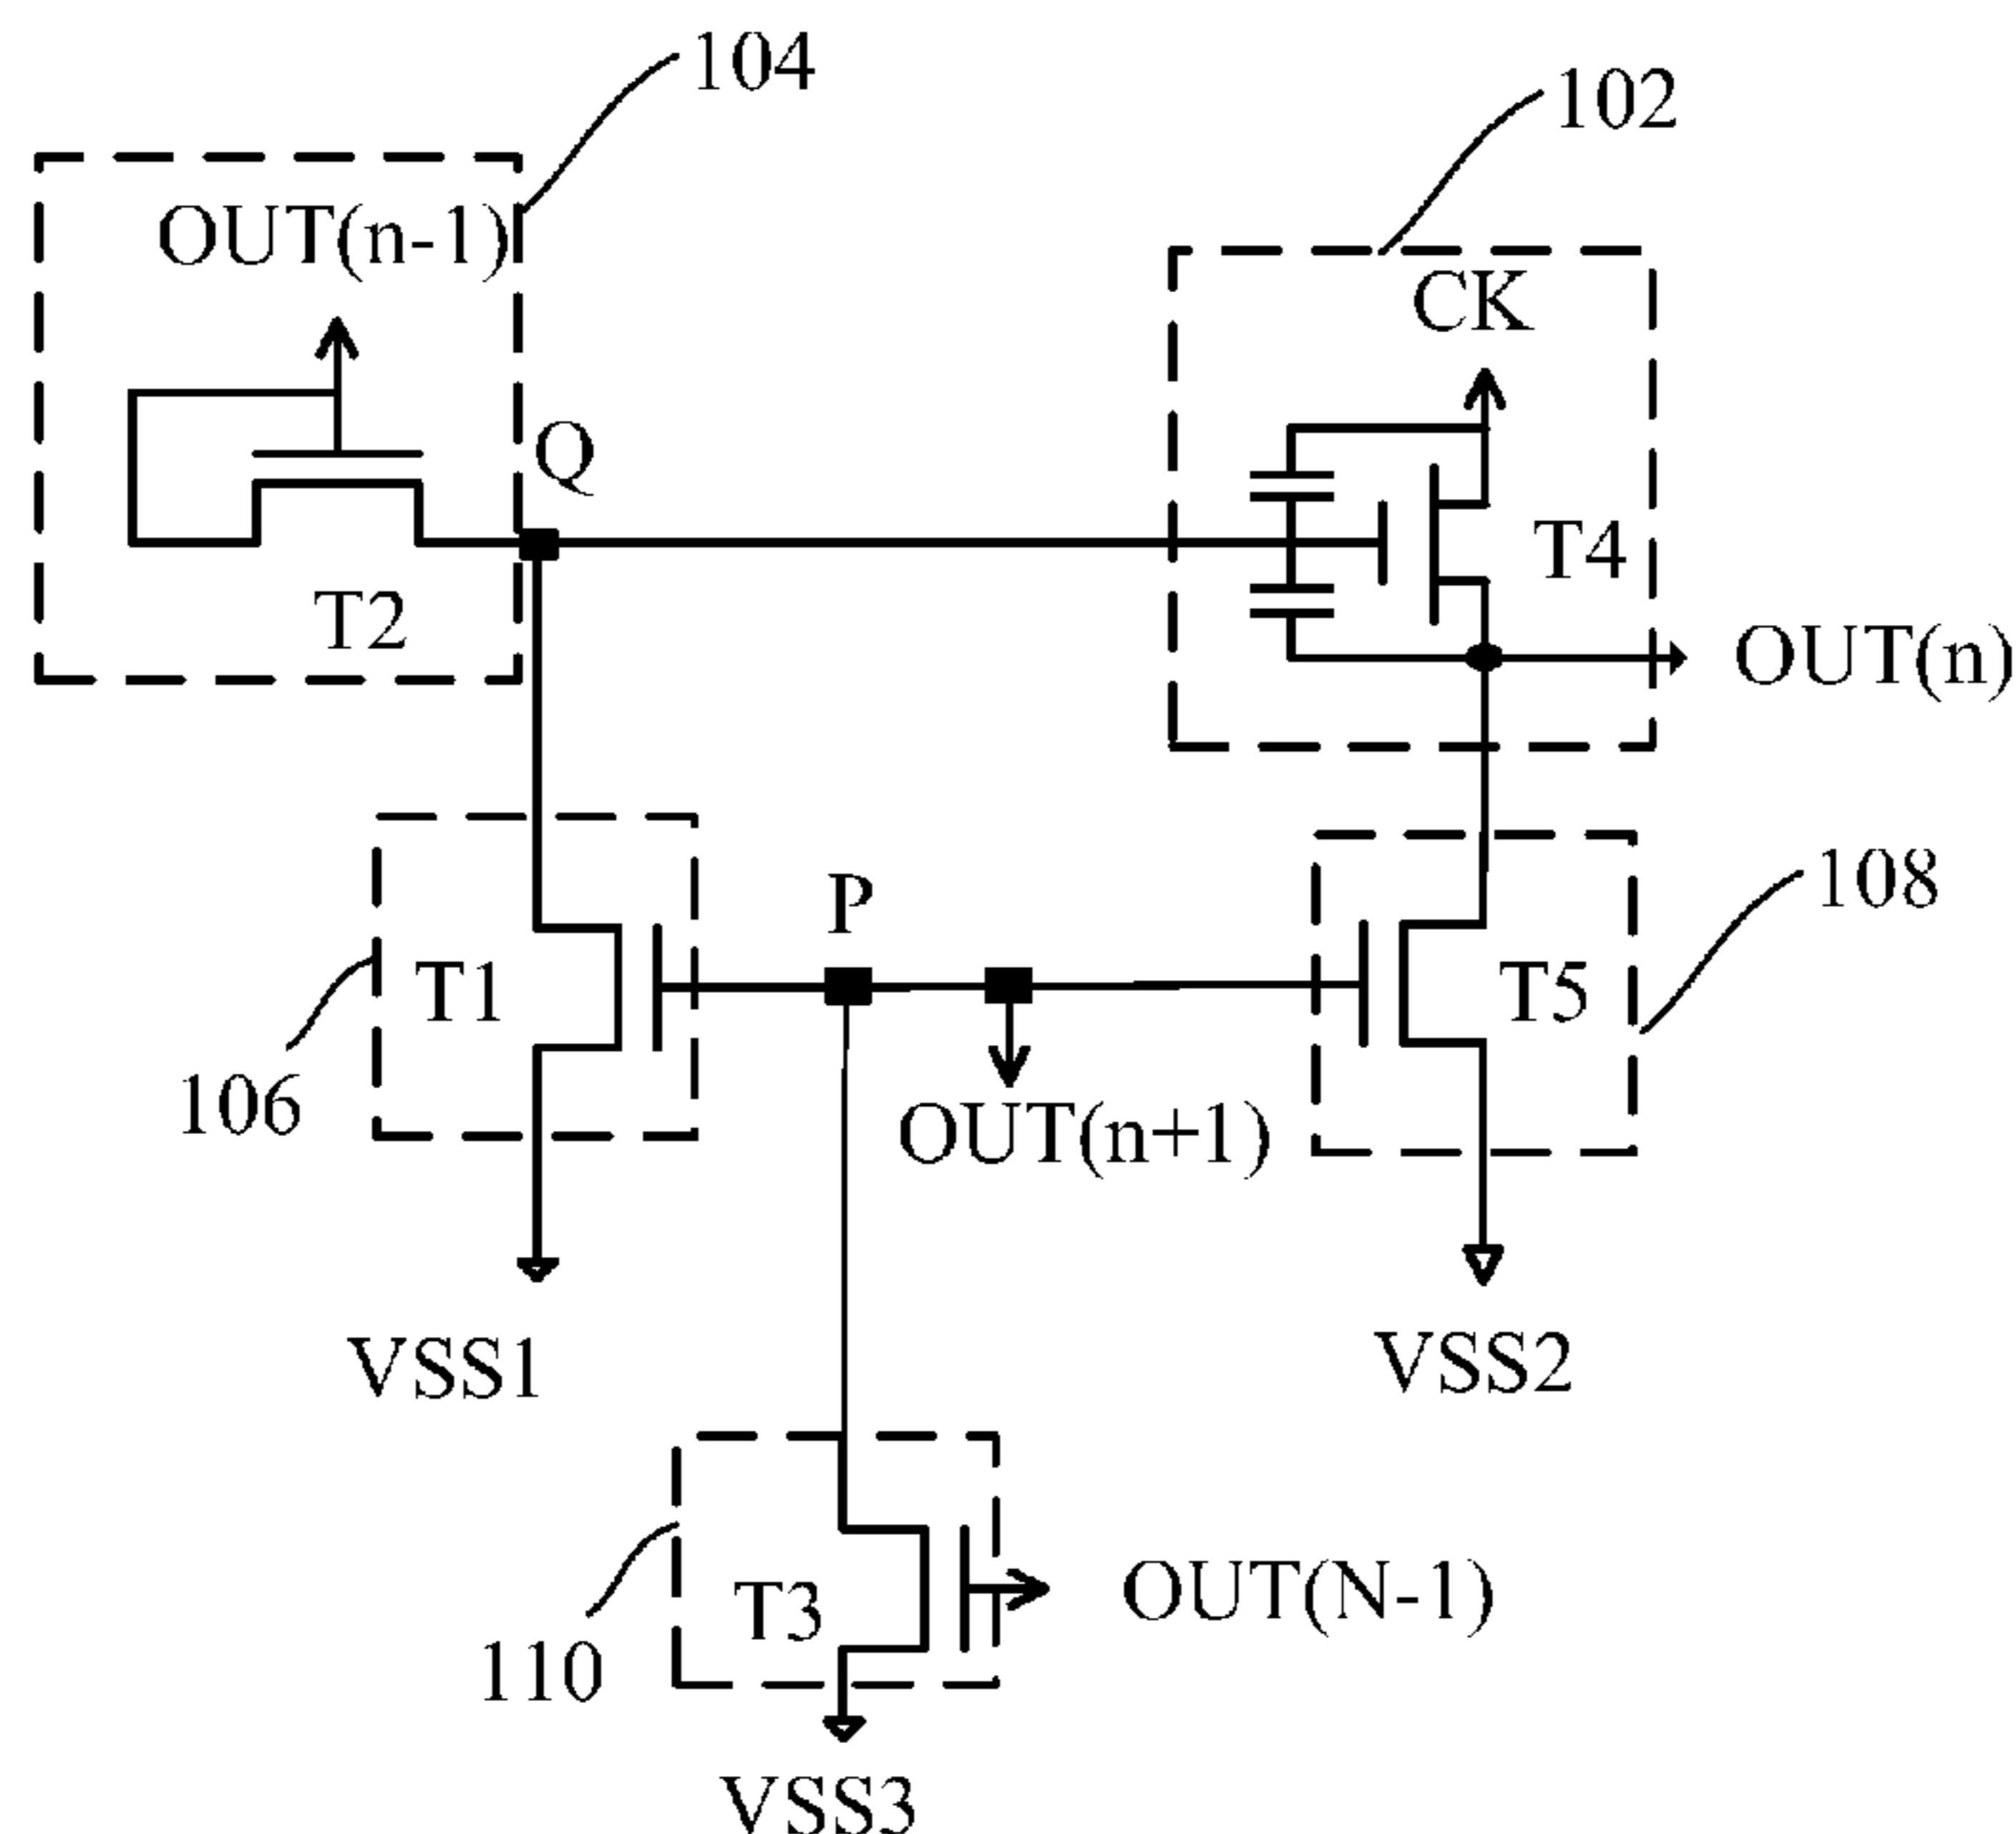 104
102
OUT(n-1)
CK
Q
T4
T2
OUT(n)
P
108
T1
T5
106
OUT(n+1)
VSS1
VSS2
T3
OUT(N-1)
110
VSS3